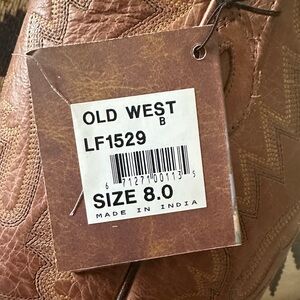 OLD WEST
B
LF1529
6 71271 00113 5
SIZE 8.0
MADE IN INDIA